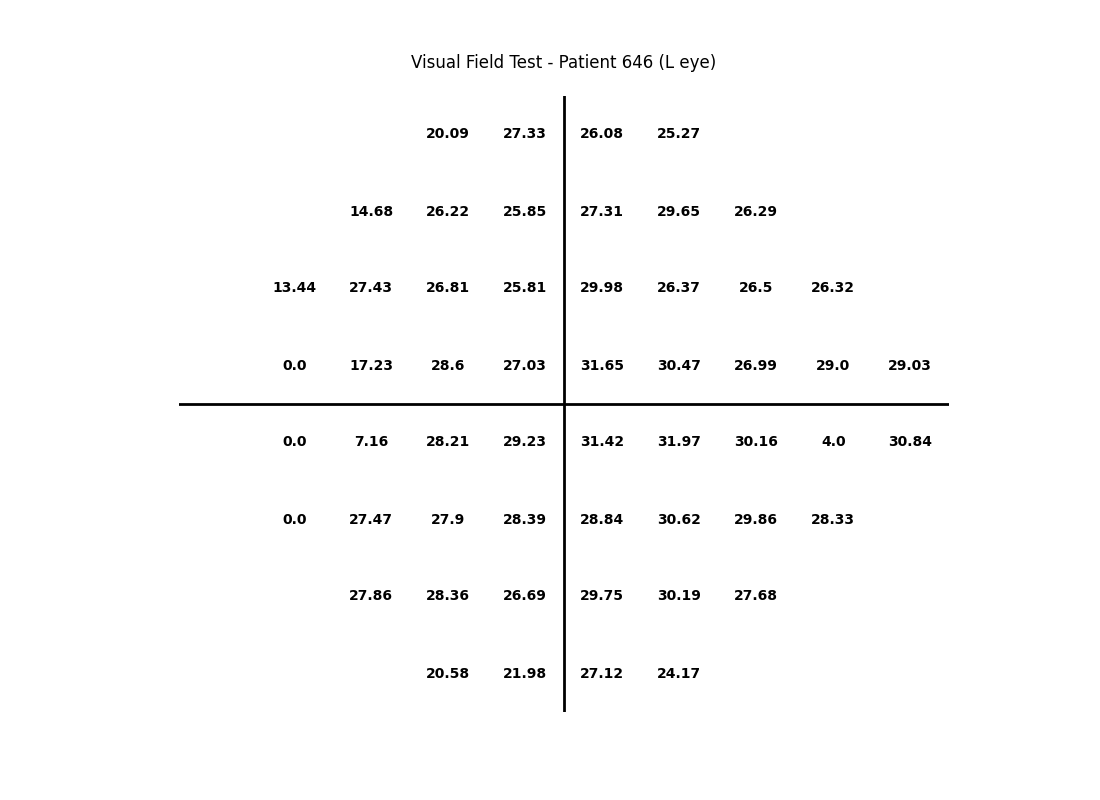 Visual Field Test - Patient 646 (L eye)
20.09 27.33 26.08 25.27
14.68 26.22 25.85 27.31 29.65 26.29
13.44 27.43 26.81 25.81 29.98 26.37 26.5 26.32
0.0 17.23 28.6 27.03 31.65 30.47 26.99 29.0 29.03
0.0 7.16 28.21 29.23 31.42 31.97 30.16 4.0 30.84
0.0 27.47 27.9 28.39 28.84 30.62 29.86 28.33
27.86 28.36 26.69 29.75 30.19 27.68
20.58 21.98 27.12 24.17